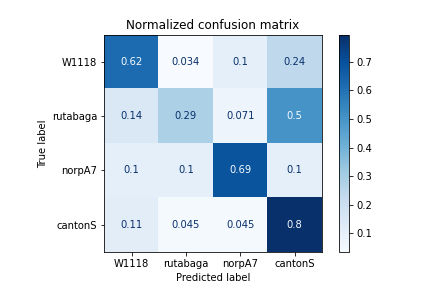 Normalized confusion matrix
W1118 0.62 0.034 0.1 0.24
rutabaga 0.14 0.29 0.071 0.5
norpA7 0.1 0.1 0.69 0.1
cantonS 0.11 0.045 0.045 0.8
W1118 rutabaga norpA7 cantonS
Predicted label
True label
0.7
0.6
0.5
0.4
0.3
0.2
0.1